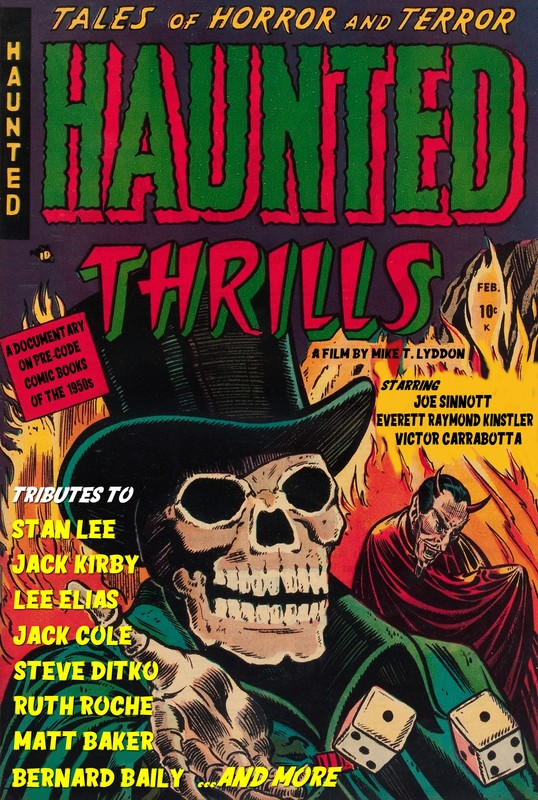 TALES OF HORROR AND TERROR
HAUNTED
HAUNTED
THRILLS
FEB.
10c
K
A DOCUMENTARY
ON PRE-CODE
COMIC BOOKS
OF THE 1950s
A FILM BY MIKE T. LYDDON
STARRING
JOE SINNOTT
EVERETT RAYMOND KINSTLER
VICTOR CARRABOTTA
TRIBUTES TO
STAN LEE
JACK KIRBY
LEE ELIAS
JACK COLE
STEVE DITKO
RUTH ROCHE
MATT BAKER
BERNARD BAILY ...AND MORE